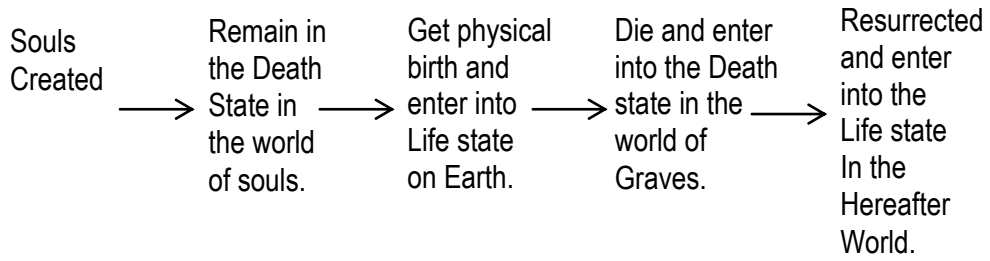 Souls
Created
Remain in
the Death
State in
the world
of souls.
Get physical
birth and
enter into
Life state
on Earth.
Die and enter
into the Death
state in the
world of
Graves.
Resurrected
and enter
into the
Life state
In the
Hereafter
World.